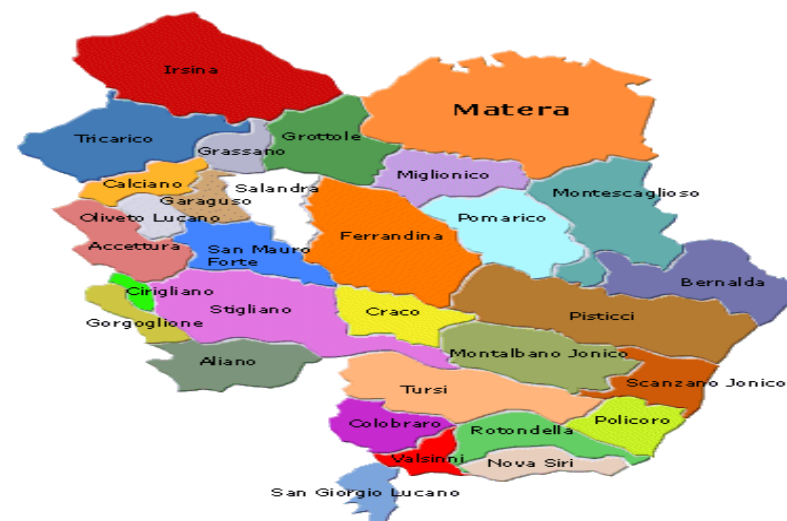 Irsina
Matera
Tricarico
Grottole
Grassano
Miglionico
Calciano
Salandra
Garaguso
Montescaglioso
Oliveto Lucano
Pomarico
Ferrandina
Accettura
San Mauro
Forte
Bernalda
Cirigliano
Stigliano
Craco
Pisticci
Gorgoglione
Aliano
Montalbano Jonico
Scanzano Jonico
Tursi
Colobraro
Rotondella
Policoro
Valsinni
Nova Siri
San Giorgio Lucano